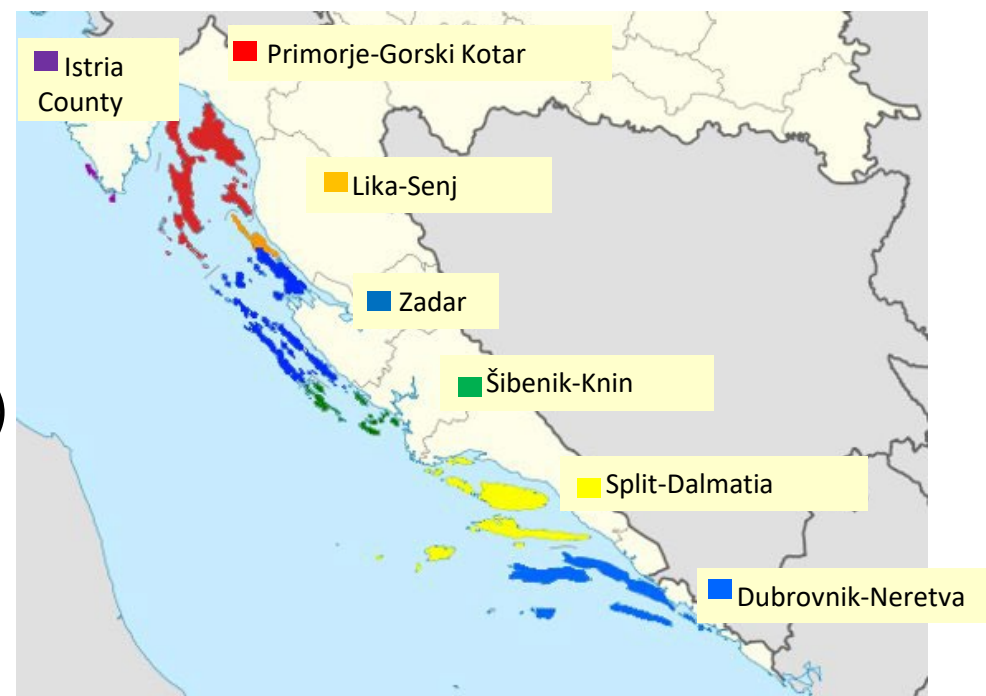 Primorje-Gorski Kotar
Istria
County
Lika-Senj
Zadar
Šibenik-Knin
)
Split-Dalmatia
Dubrovnik-Neretva